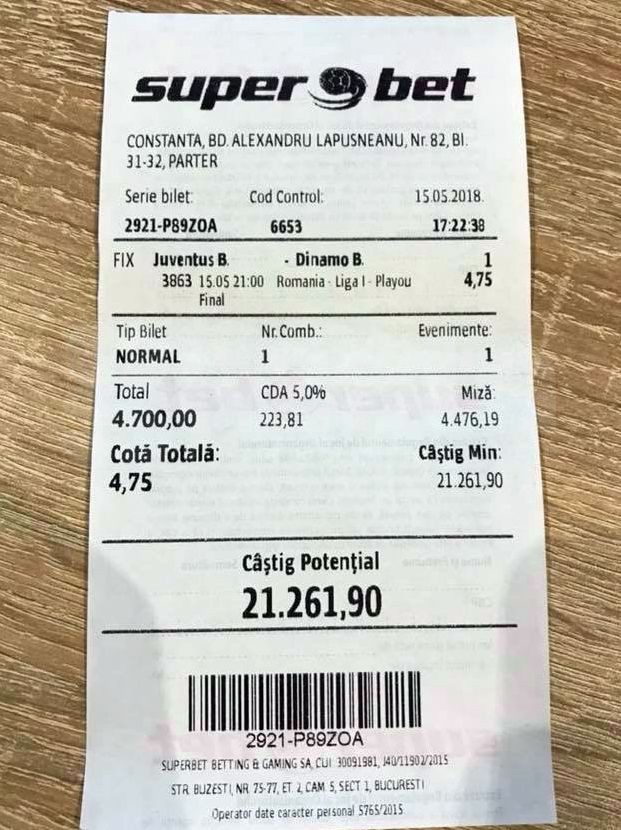 super bet
CONSTANTA, BD. ALEXANDRU LAPUSNEANU, Nr. 82, Bl.
31-32, PARTER
Serie bilet: Cod Control: 15.05.2018
2921-P89ZOA 6653 17:22:38
FIX Juventus B. - Dinamo B. 1
3863 15.05 21:00 Romania - Liga I - Playou 4,75
Final
Tip Bilet Nr.Comb.: Evenimente:
NORMAL 1 1
Total CDA 5,0% Miză:
4.700,00 223,81 4.476,19
Cotă Totală: Câştig Min:
4,75 21.261,90
Câştig Potenţial
21.261,90
2921-P89ZOA
SUPERBET BETTING & GAMING SA, CUI 30091981, J40/11902/2015
STR. BUZESTI, NR. 75-77, ET. 2, CAM 5, SECT 1, BUCURESTI
Operator date caracter personal 5765/2015